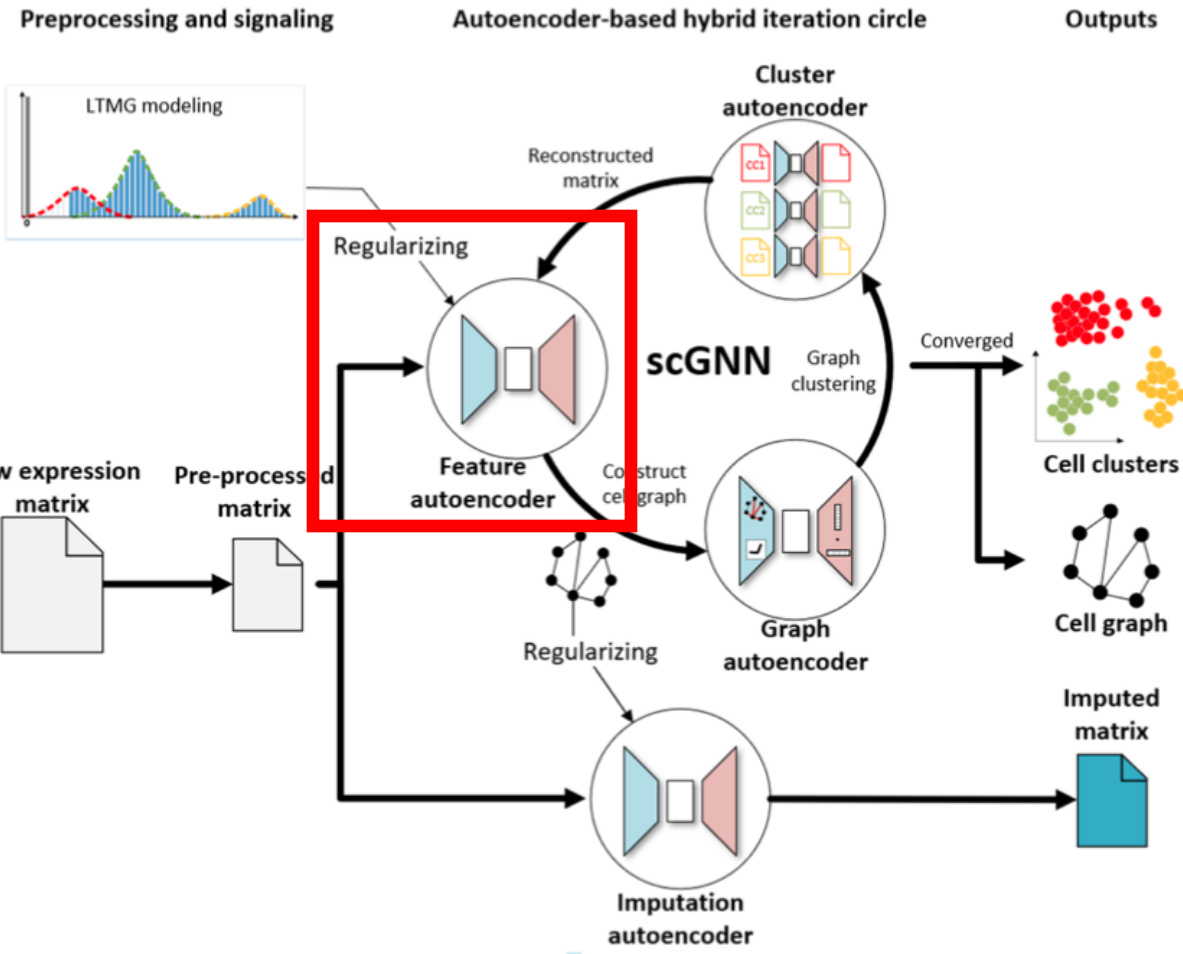 Preprocessing and signaling
Autoencoder-based hybrid iteration circle
Outputs
LTMG modeling
0
Regularizing
Reconstructed
matrix
Cluster
autoencoder
CC1
CC2
CC3
scGNN
Graph
clustering
Converged
Feature
autoencoder
Construct
cell graph
w expression
matrix
Pre-processed
matrix
Cell clusters
Graph
autoencoder
Cell graph
Regularizing
Imputed
matrix
Imputation
autoencoder